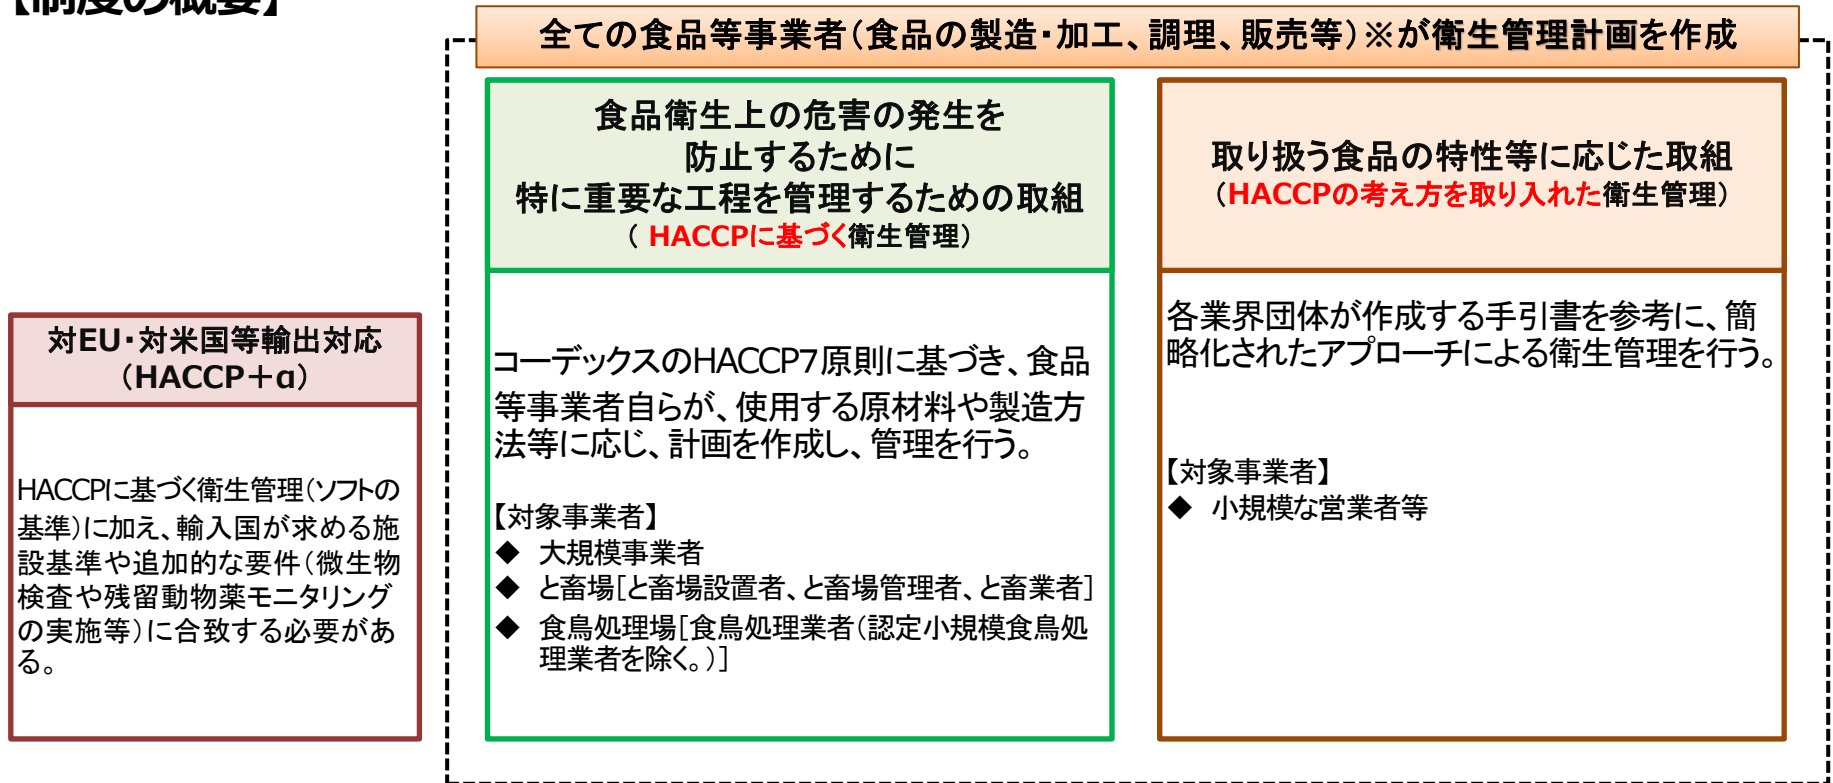 【制度の概要】
全ての食品等事業者（食品の製造・加工、調理、販売等）※が衛生管理計画を作成
食品衛生上の危害の発生を
防止するために
特に重要な工程を管理するための取組
（ HACCPに基づく衛生管理）
コーデックスのHACCP７原則に基づき、食品
等事業者自らが、使用する原材料や製造方
法等に応じ、計画を作成し、管理を行う。
【対象事業者】
◆ 大規模事業者
◆ と畜場［と畜場設置者、と畜場管理者、と畜業者］
◆ 食鳥処理場［食鳥処理業者（認定小規模食鳥処
理業者を除く。）］
取り扱う食品の特性等に応じた取組
（HACCPの考え方を取り入れた衛生管理）
各業界団体が作成する手引書を参考に、簡
略化されたアプローチによる衛生管理を行う。
【対象事業者】
◆ 小規模な営業者等
対EU・対米国等輸出対応
（HACCP＋α）
HACCPに基づく衛生管理（ソフトの
基準）に加え、輸入国が求める施
設基準や追加的な要件（微生物
検査や残留動物薬モニタリング
の実施等）に合致する必要があ
る。